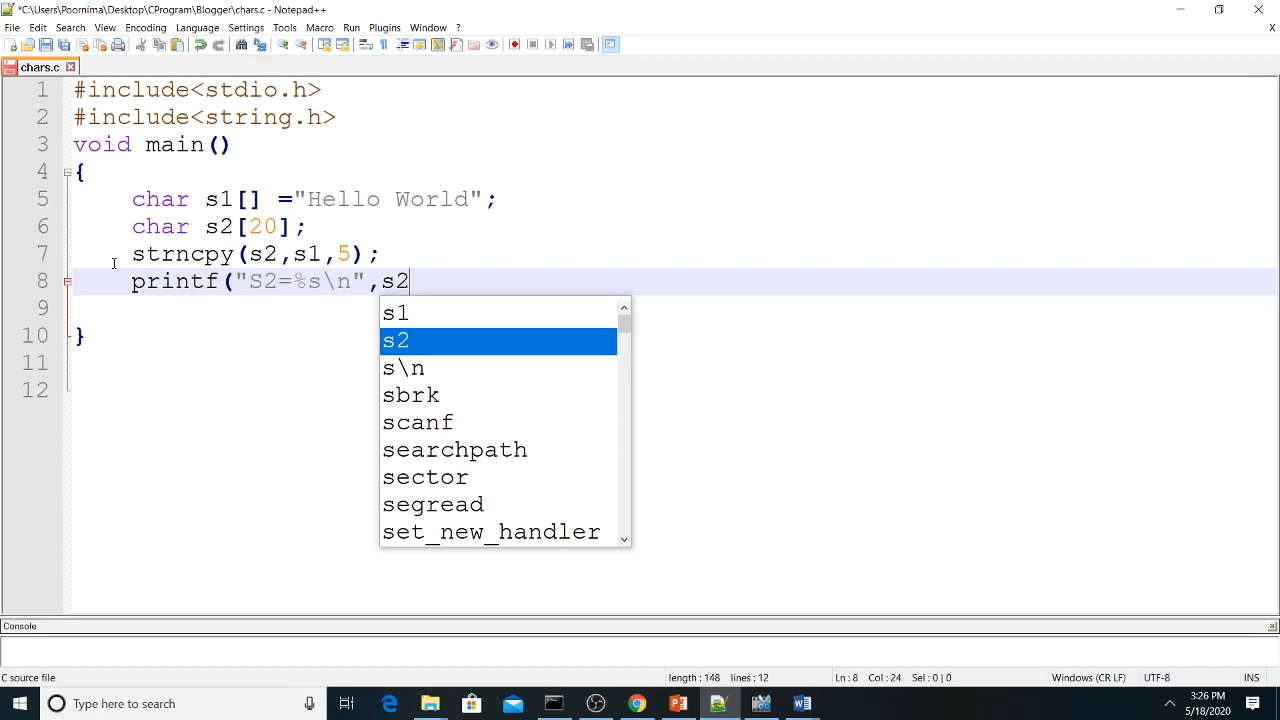 *C:\Users\Poornima\Desktop\CProgram\Blogger\chars.c - Notepad++
File Edit Search View Encoding Language Settings Tools Macro Run Plugins Window ? X
chars.c
1 #include<stdio.h>
2 #include<string.h>
3 void main()
4 {
5 char s1[] ="Hello World";
6 char s2[20];
7 strncpy(s2,s1,5);
8 printf("S2=%s\n",s2
9
10 }
11
12
s1
s2
s\n
sbrk
scanf
searchpath
sector
segread
set_new_handler
Console
C source file length : 148 lines : 12 Ln : 8 Col : 24 Sel : 0 | 0 Windows (CR LF) UTF-8 INS
Type here to search 3:26 PM
5/18/2020